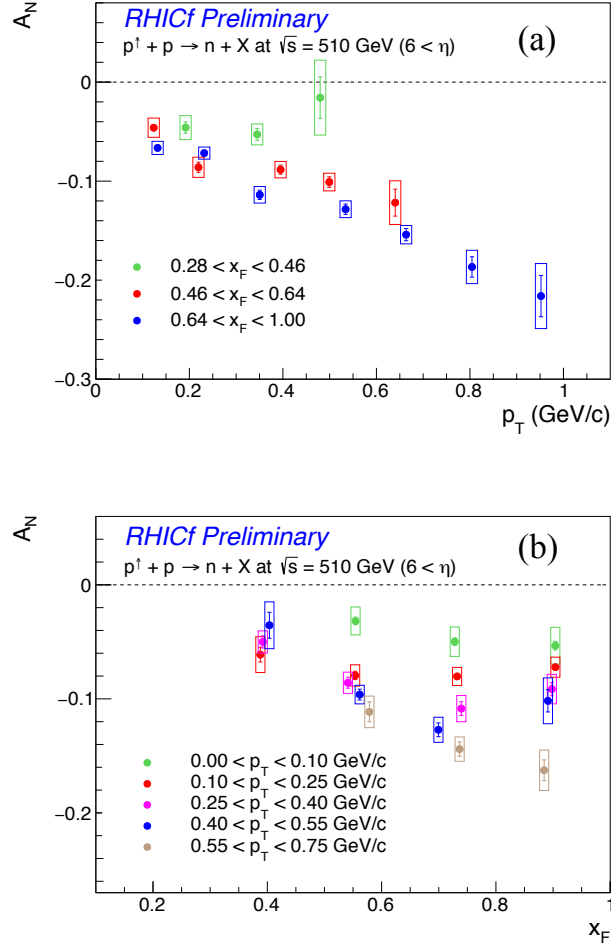 A_N
RHICf Preliminary
(a)
p↑ + p → n + X at √s = 510 GeV (6 < η)
0
−0.1
−0.2
−0.3
0.28 < x_F < 0.46
0.46 < x_F < 0.64
0.64 < x_F < 1.00
0 0.2 0.4 0.6 0.8 1
p_T (GeV/c)
A_N
RHICf Preliminary
(b)
p↑ + p → n + X at √s = 510 GeV (6 < η)
0
−0.1
−0.2
0.00 < p_T < 0.10 GeV/c
0.10 < p_T < 0.25 GeV/c
0.25 < p_T < 0.40 GeV/c
0.40 < p_T < 0.55 GeV/c
0.55 < p_T < 0.75 GeV/c
0.2 0.4 0.6 0.8 1
x_F